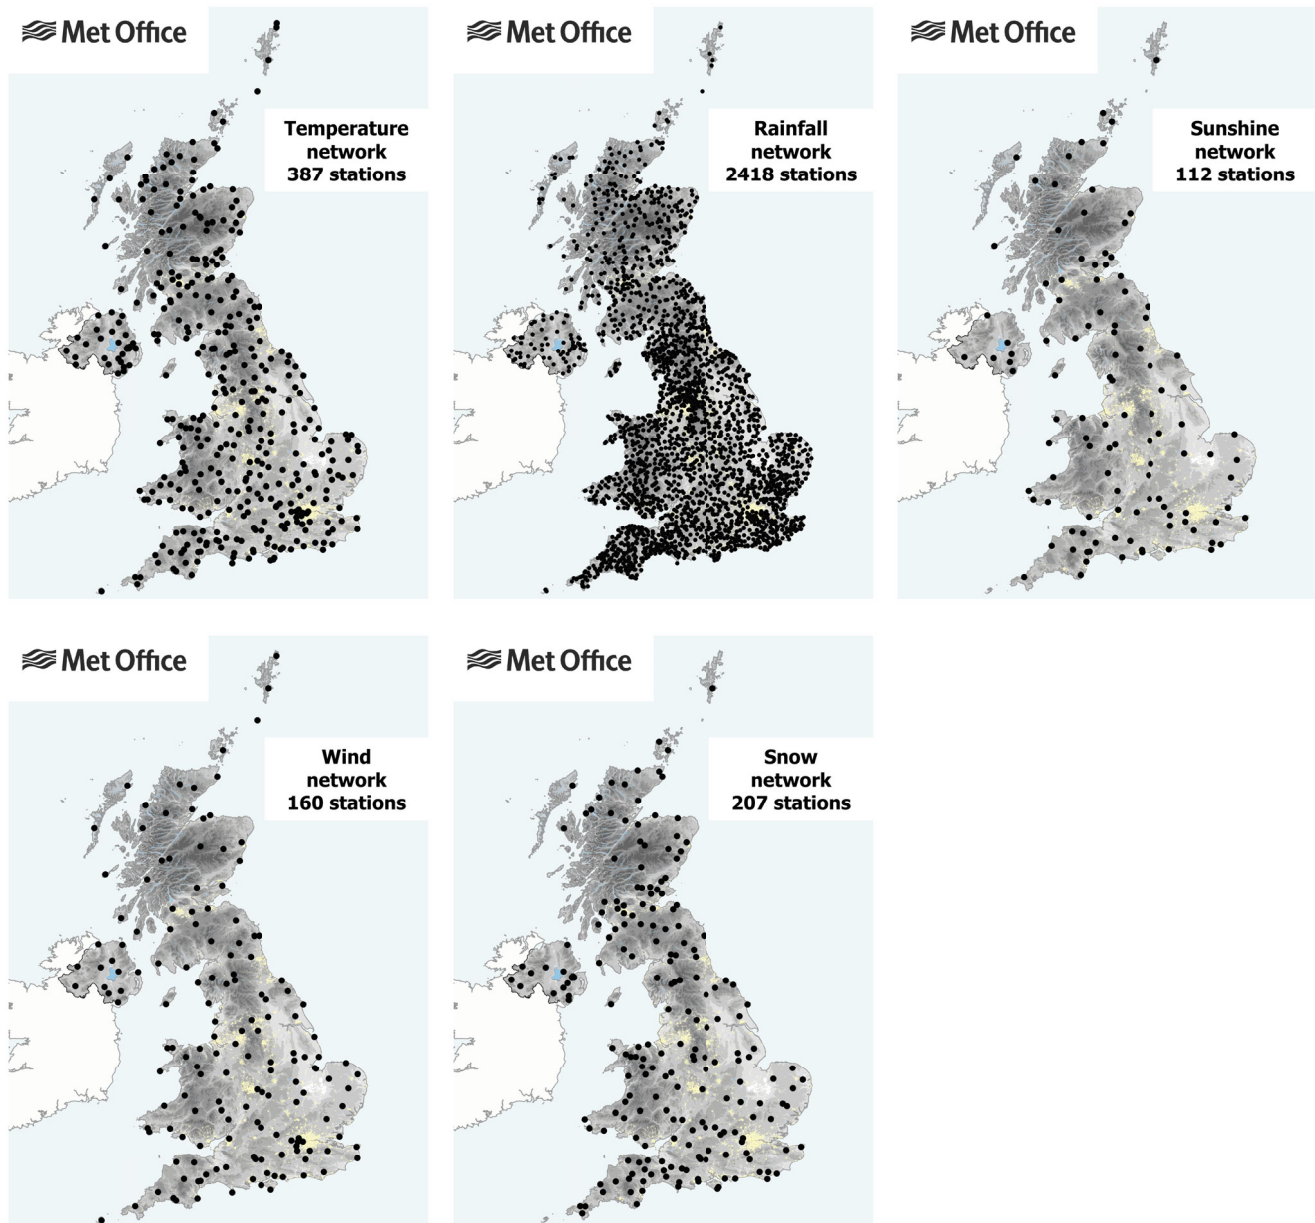 Met Office
Temperature
network
387 stations
Met Office
Rainfall
network
2418 stations
Met Office
Sunshine
network
112 stations
Met Office
Wind
network
160 stations
Met Office
Snow
network
207 stations